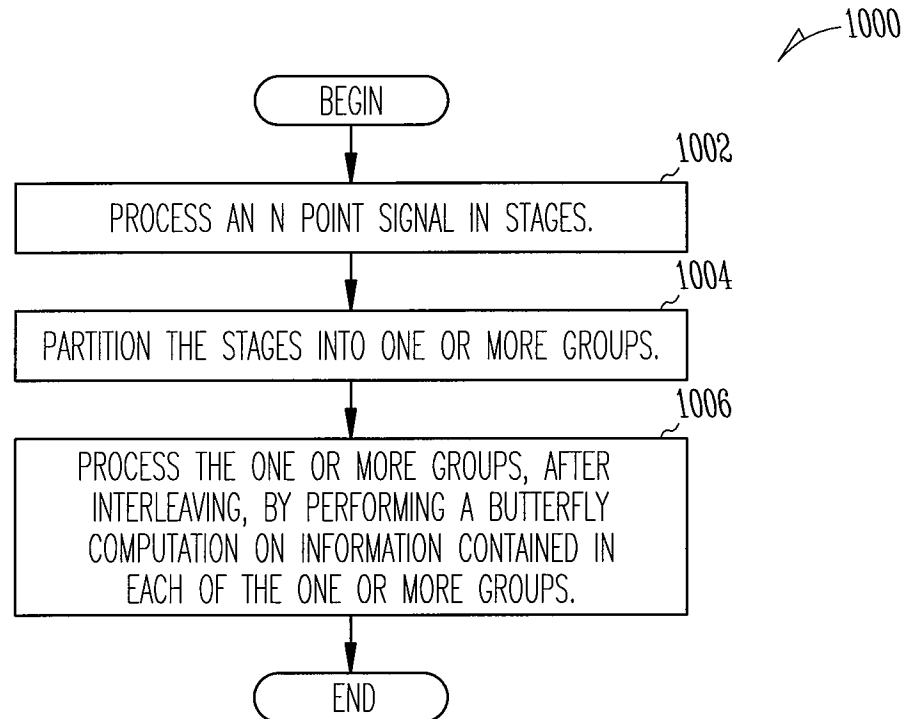 1000
BEGIN
1002
PROCESS AN N POINT SIGNAL IN STAGES.
1004
PARTITION THE STAGES INTO ONE OR MORE GROUPS.
1006
PROCESS THE ONE OR MORE GROUPS, AFTER
INTERLEAVING, BY PERFORMING A BUTTERFLY
COMPUTATION ON INFORMATION CONTAINED IN
EACH OF THE ONE OR MORE GROUPS.
END